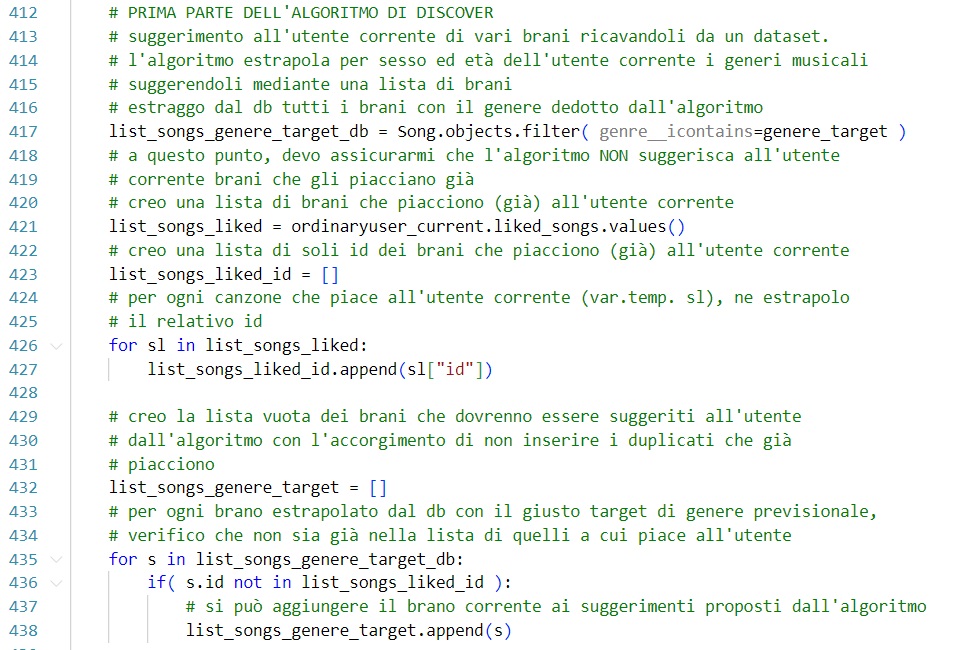 412 # PRIMA PARTE DELL'ALGORITMO DI DISCOVER
413 # suggerimento all'utente corrente di vari brani ricavandoli da un dataset.
414 # l'algoritmo estrapola per sesso ed età dell'utente corrente i generi musicali
415 # suggerendoli mediante una lista di brani
416 # estraggo dal db tutti i brani con il genere dedotto dall'algoritmo
417 list_songs_genere_target_db = Song.objects.filter( genre__icontains=genere_target )
418 # a questo punto, devo assicurarmi che l'algoritmo NON suggerisca all'utente
419 # corrente brani che gli piacciano già
420 # creo una lista di brani che piacciono (già) all'utente corrente
421 list_songs_liked = ordinaryuser_current.liked_songs.values()
422 # creo una lista di soli id dei brani che piacciono (già) all'utente corrente
423 list_songs_liked_id = []
424 # per ogni canzone che piace all'utente corrente (var.temp. sl), ne estrapolo
425 # il relativo id
426 for sl in list_songs_liked:
427 list_songs_liked_id.append(sl["id"])
428
429 # creo la lista vuota dei brani che dovrenno essere suggeriti all'utente
430 # dall'algoritmo con l'accorgimento di non inserire i duplicati che già
431 # piacciono
432 list_songs_genere_target = []
433 # per ogni brano estrapolato dal db con il giusto target di genere previsionale,
434 # verifico che non sia già nella lista di quelli a cui piace all'utente
435 for s in list_songs_genere_target_db:
436 if( s.id not in list_songs_liked_id ):
437 # si può aggiungere il brano corrente ai suggerimenti proposti dall'algoritmo
438 list_songs_genere_target.append(s)